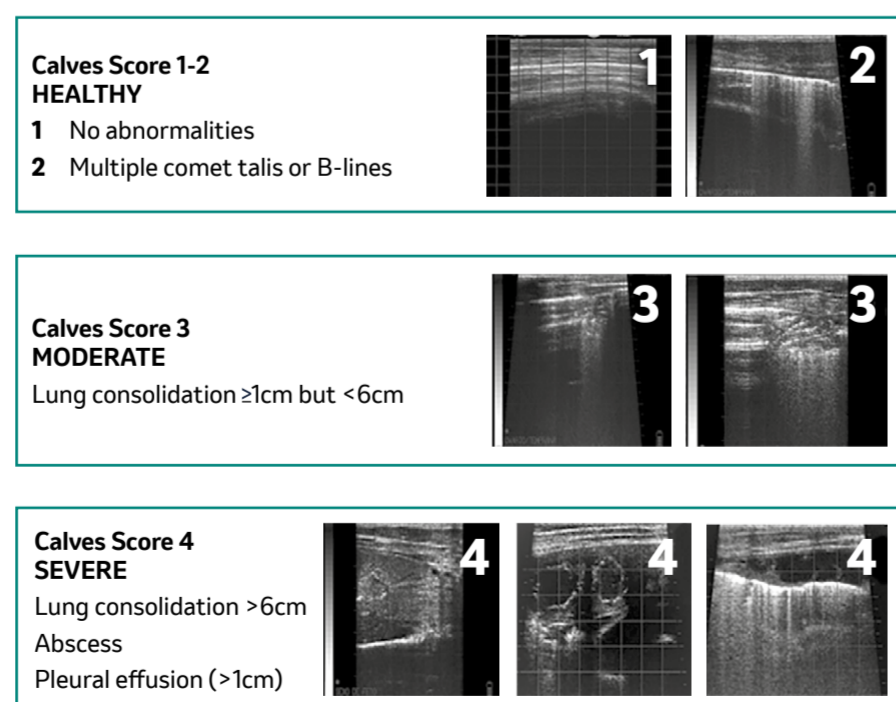 Calves Score 1-2
HEALTHY
1 No abnormalities
2 Multiple comet talis or B-lines
1
2
Calves Score 3
MODERATE
Lung consolidation ≥1cm but <6cm
3
3
Calves Score 4
SEVERE
Lung consolidation >6cm
Abscess
Pleural effusion (>1cm)
4
4
4